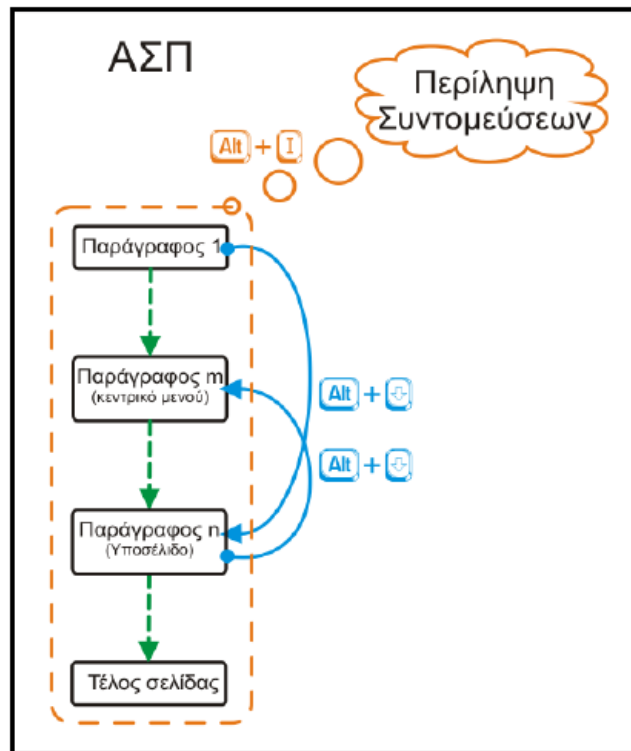 ΑΣΠ
Περίληψη
Συντομεύσεων
Alt + I
Παράγραφος 1
Παράγραφος m
(κεντρικό μενού)
Alt +
Alt +
Παράγραφος n
(Υποσέλιδο)
Τέλος σελίδας